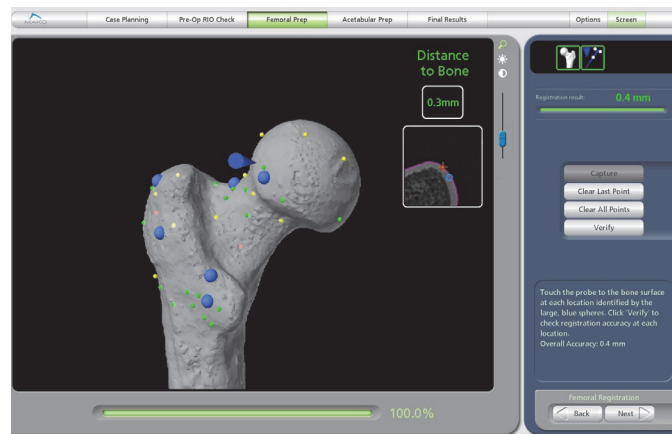 MAKO
Case Planning
Pre-Op RIO Check
Femoral Prep
Acetabular Prep
Final Results
Options
Screen
Distance
to Bone
0.3mm
Registration result:
0.4 mm
Capture
Clear Last Point
Clear All Points
Verify
Touch the probe to the bone surface
at each location identified by the
large, blue spheres. Click 'Verify' to
check registration accuracy at each
location.
Overall Accuracy: 0.4 mm
100.0%
Femoral Registration
Back
Next